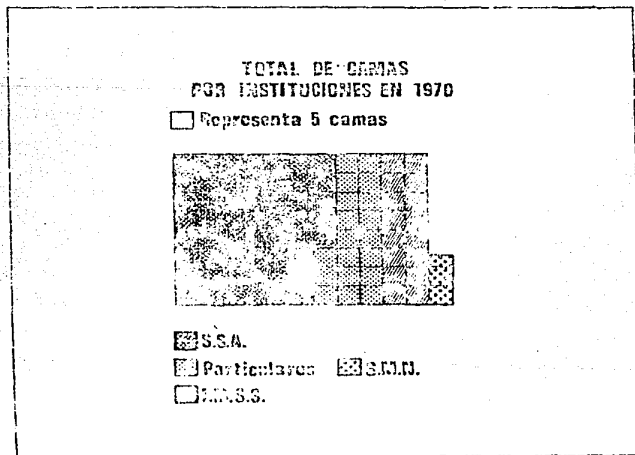 TOTAL DE CAMAS
POR INSTITUCIONES EN 1970
Representa 5 camas
S.S.A.
Particulares S.M.N.
I.M.S.S.